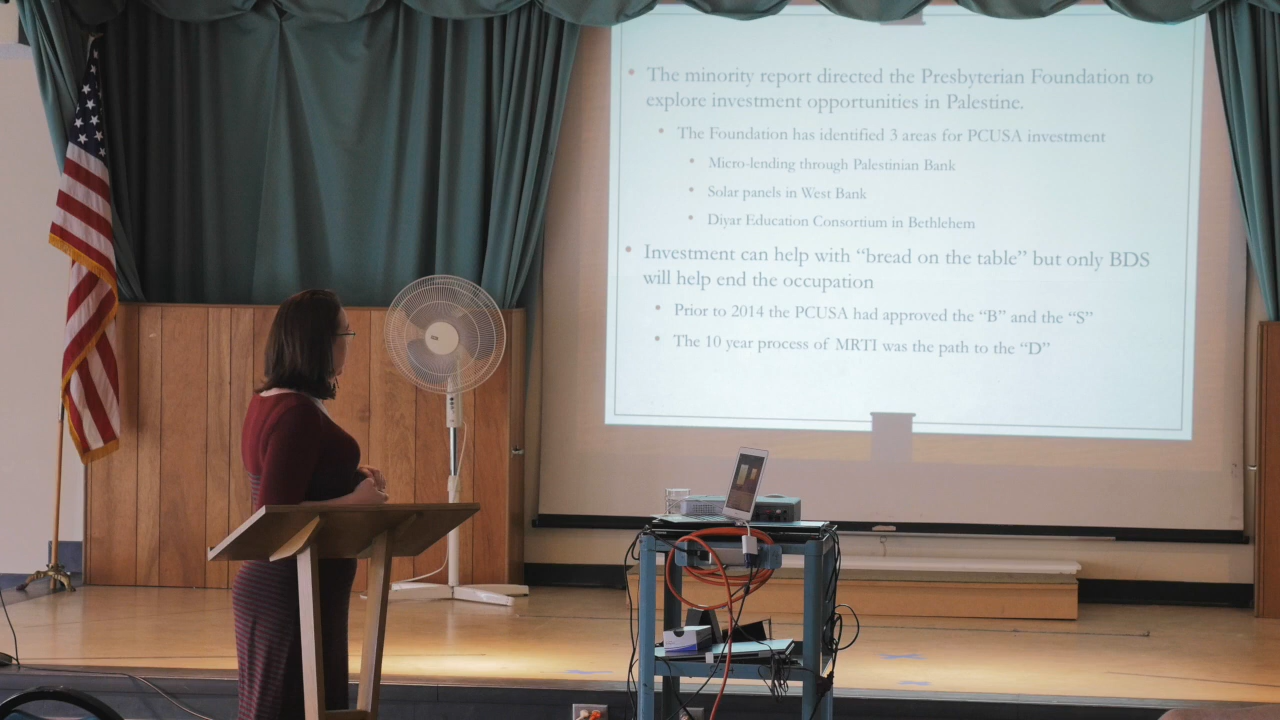 • The minority report directed the Presbyterian Foundation to
explore investment opportunities in Palestine.
• The Foundation has identified 3 areas for PCUSA investment
• Micro-lending through Palestinian Bank
• Solar panels in West Bank
• Diyar Education Consortium in Bethlehem
• Investment can help with “bread on the table” but only BDS
will help end the occupation
• Prior to 2014 the PCUSA had approved the “B” and the “S”
• The 10 year process of MRTI was the path to the “D”